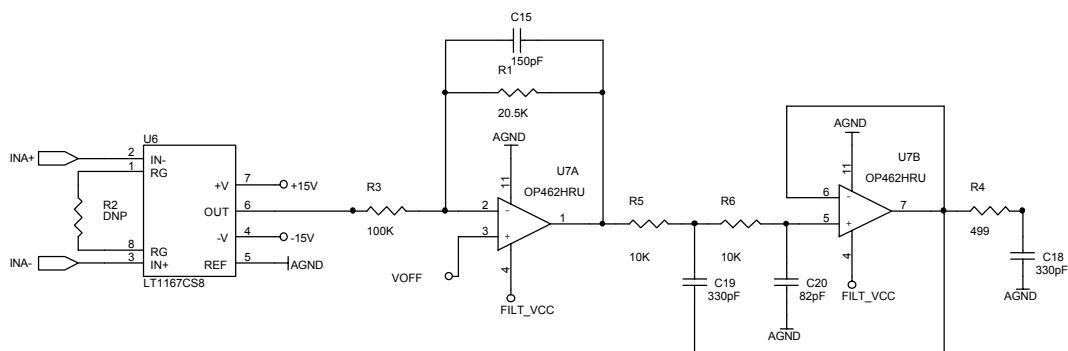 C15
150pF
R1
20.5K
AGND
U7A
OP462HRU
11
2
-
3
+
1
4
FILT_VCC
VOFF
R3
100K
U6
INA+
2
IN-
1
RG
R2
DNP
8
RG
INA-
3
IN+
+V
7
+15V
OUT
6
-V
4
-15V
REF
5
AGND
LT1167CS8
R5
10K
R6
10K
C19
330pF
C20
82pF
AGND
AGND
U7B
OP462HRU
11
6
-
5
+
7
4
FILT_VCC
R4
499
C18
330pF
AGND